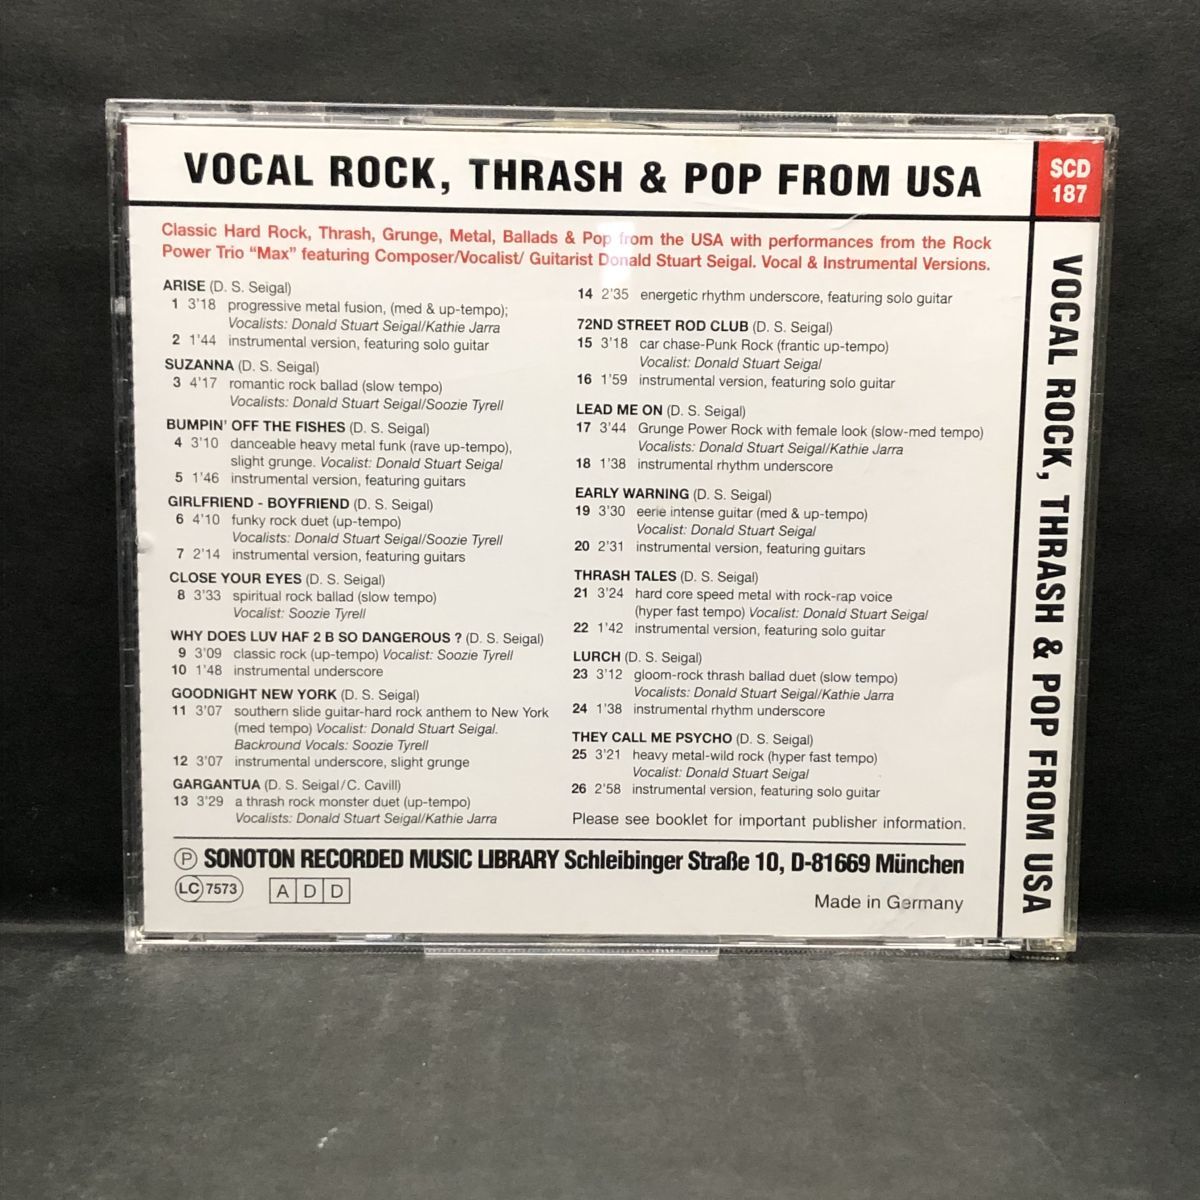 VOCAL ROCK, THRASH & POP FROM USA
SCD
187
Classic Hard Rock, Thrash, Grunge, Metal, Ballads & Pop from the USA with performances from the Rock
Power Trio "Max" featuring Composer/Vocalist/ Guitarist Donald Stuart Seigal. Vocal & Instrumental Versions.
ARISE (D. S. Seigal)
1 3'18 progressive metal fusion, (med & up-tempo);
Vocalists: Donald Stuart Seigal/Kathie Jarra
2 1'44 instrumental version, featuring solo guitar
SUZANNA (D. S. Seigal)
3 4'17 romantic rock ballad (slow tempo)
Vocalists: Donald Stuart Seigal/Soozie Tyrell
BUMPIN' OFF THE FISHES (D. S. Seigal)
4 3'10 danceable heavy metal funk (rave up-tempo),
slight grunge. Vocalist: Donald Stuart Seigal
5 1'46 instrumental version, featuring guitars
GIRLFRIEND - BOYFRIEND (D. S. Seigal)
6 4'10 funky rock duet (up-tempo)
Vocalists: Donald Stuart Seigal/Soozie Tyrell
7 2'14 instrumental version, featuring guitars
CLOSE YOUR EYES (D. S. Seigal)
8 3'33 spiritual rock ballad (slow tempo)
Vocalist: Soozie Tyrell
WHY DOES LUV HAF 2 B SO DANGEROUS ? (D. S. Seigal)
9 3'09 classic rock (up-tempo) Vocalist: Soozie Tyrell
10 1'48 instrumental underscore
GOODNIGHT NEW YORK (D. S. Seigal)
11 3'07 southern slide guitar-hard rock anthem to New York
(med tempo) Vocalist: Donald Stuart Seigal.
Backround Vocals: Soozie Tyrell
12 3'07 instrumental underscore, slight grunge
GARGANTUA (D. S. Seigal/C. Cavill)
13 3'29 a thrash rock monster duet (up-tempo)
Vocalists: Donald Stuart Seigal/Kathie Jarra
14 2'35 energetic rhythm underscore, featuring solo guitar
72ND STREET ROD CLUB (D. S. Seigal)
15 3'18 car chase-Punk Rock (frantic up-tempo)
Vocalist: Donald Stuart Seigal
16 1'59 instrumental version, featuring solo guitar
LEAD ME ON (D. S. Seigal)
17 3'44 Grunge Power Rock with female look (slow-med tempo)
Vocalists: Donald Stuart Seigal/Kathie Jarra
18 1'38 instrumental rhythm underscore
EARLY WARNING (D. S. Seigal)
19 3'30 eerie intense guitar (med & up-tempo)
Vocalist: Donald Stuart Seigal
20 2'31 instrumental version, featuring guitars
THRASH TALES (D. S. Seigal)
21 3'24 hard core speed metal with rock-rap voice
(hyper fast tempo) Vocalist: Donald Stuart Seigal
22 1'42 instrumental version, featuring solo guitar
LURCH (D. S. Seigal)
23 3'12 gloom-rock thrash ballad duet (slow tempo)
Vocalists: Donald Stuart Seigal/Kathie Jarra
24 1'38 instrumental rhythm underscore
THEY CALL ME PSYCHO (D. S. Seigal)
25 3'21 heavy metal-wild rock (hyper fast tempo)
Vocalist: Donald Stuart Seigal
26 2'58 instrumental version, featuring solo guitar
Please see booklet for important publisher information.
Ⓟ SONOTON RECORDED MUSIC LIBRARY Schleibinger Straße 10, D-81669 München
LC 7573 A D D
Made in Germany
VOCAL ROCK, THRASH & POP FROM USA